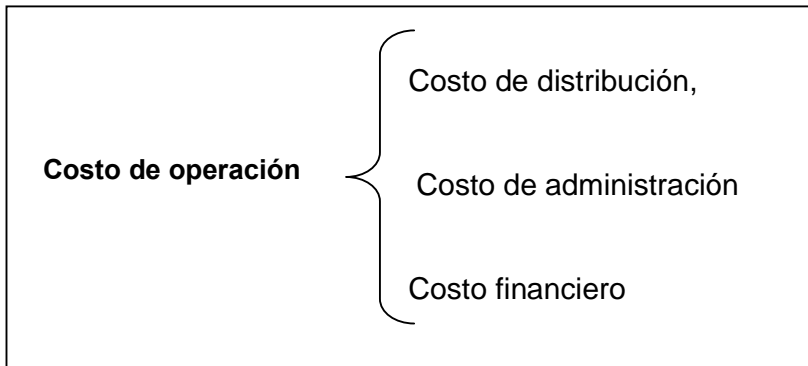 Costo de distribución,
Costo de operación
Costo de administración
Costo financiero